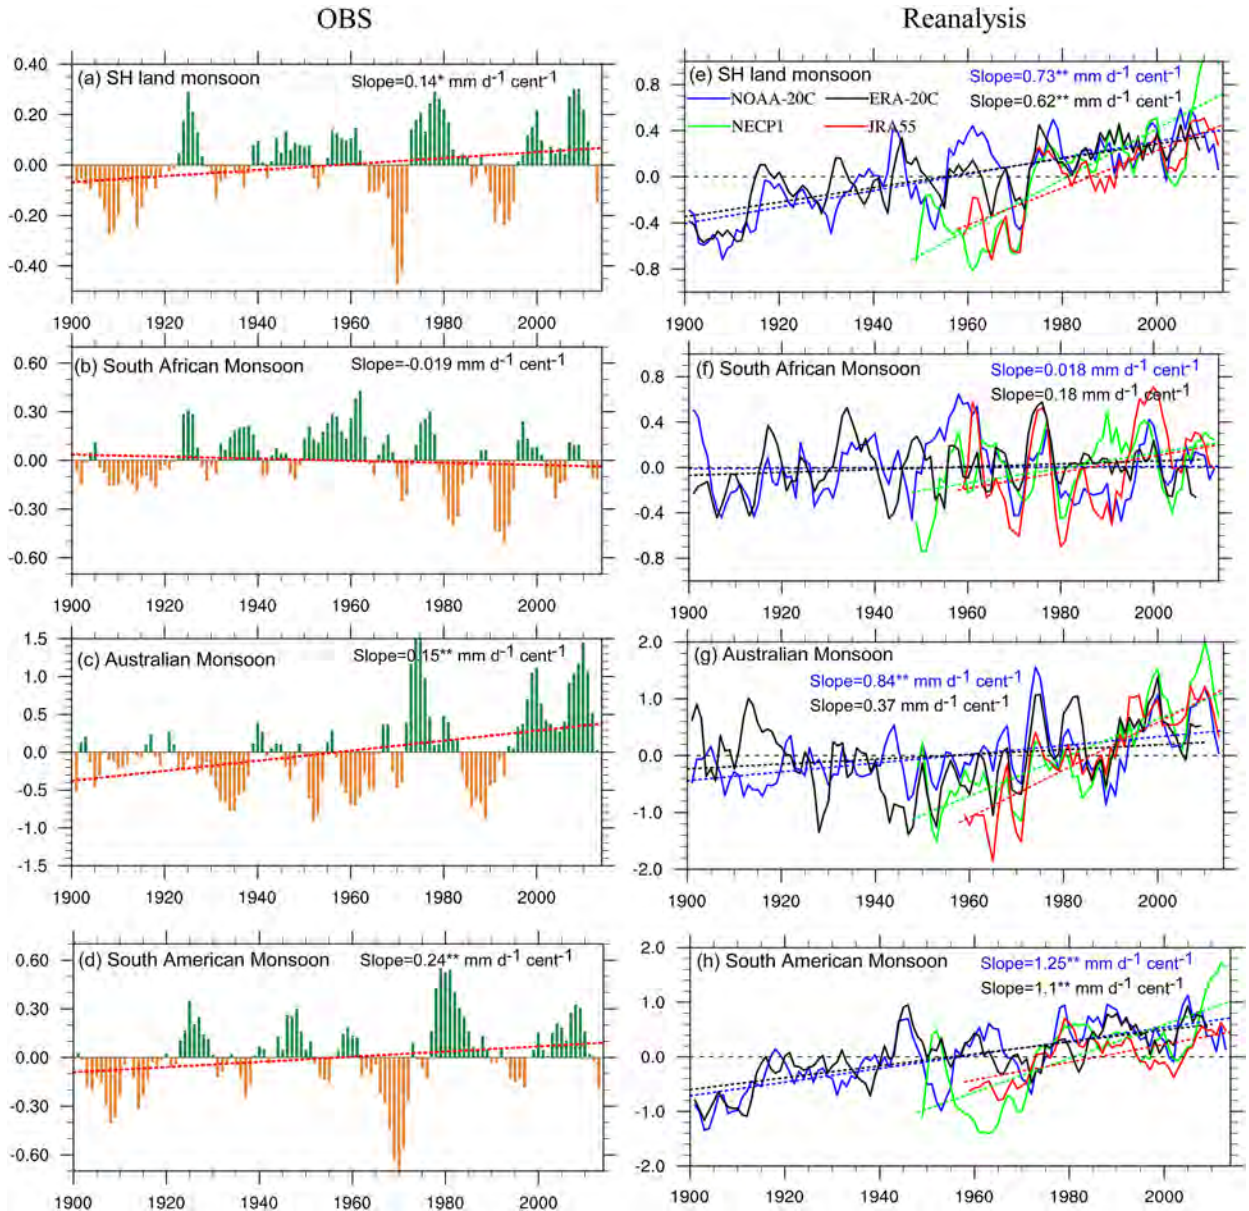 OBS
Reanalysis
(a) SH land monsoon
Slope=0.14* mm d⁻¹ cent⁻¹
0.40
0.20
0.00
-0.20
-0.40
1900 1920 1940 1960 1980 2000
(e) SH land monsoon
Slope=0.73** mm d⁻¹ cent⁻¹
NOAA-20C
ERA-20C
Slope=0.62** mm d⁻¹ cent⁻¹
NECP1
JRA55
0.8
0.4
0.0
-0.4
-0.8
1900 1920 1940 1960 1980 2000
(b) South African Monsoon
Slope=-0.019 mm d⁻¹ cent⁻¹
0.60
0.30
0.00
-0.30
-0.60
1900 1920 1940 1960 1980 2000
(f) South African Monsoon
Slope=0.018 mm d⁻¹ cent⁻¹
Slope=0.18 mm d⁻¹ cent⁻¹
0.8
0.4
0.0
-0.4
-0.8
1900 1920 1940 1960 1980 2000
(c) Australian Monsoon
Slope=0.15** mm d⁻¹ cent⁻¹
1.5
1.0
0.5
0.0
-0.5
-1.0
-1.5
1900 1920 1940 1960 1980 2000
(g) Australian Monsoon
Slope=0.84** mm d⁻¹ cent⁻¹
Slope=0.37 mm d⁻¹ cent⁻¹
2.0
1.0
0.0
-1.0
-2.0
1900 1920 1940 1960 1980 2000
(d) South American Monsoon
Slope=0.24** mm d⁻¹ cent⁻¹
0.60
0.30
0.00
-0.30
-0.60
1900 1920 1940 1960 1980 2000
(h) South American Monsoon
Slope=1.25** mm d⁻¹ cent⁻¹
Slope=1.1** mm d⁻¹ cent⁻¹
2.0
1.0
0.0
-1.0
-2.0
1900 1920 1940 1960 1980 2000